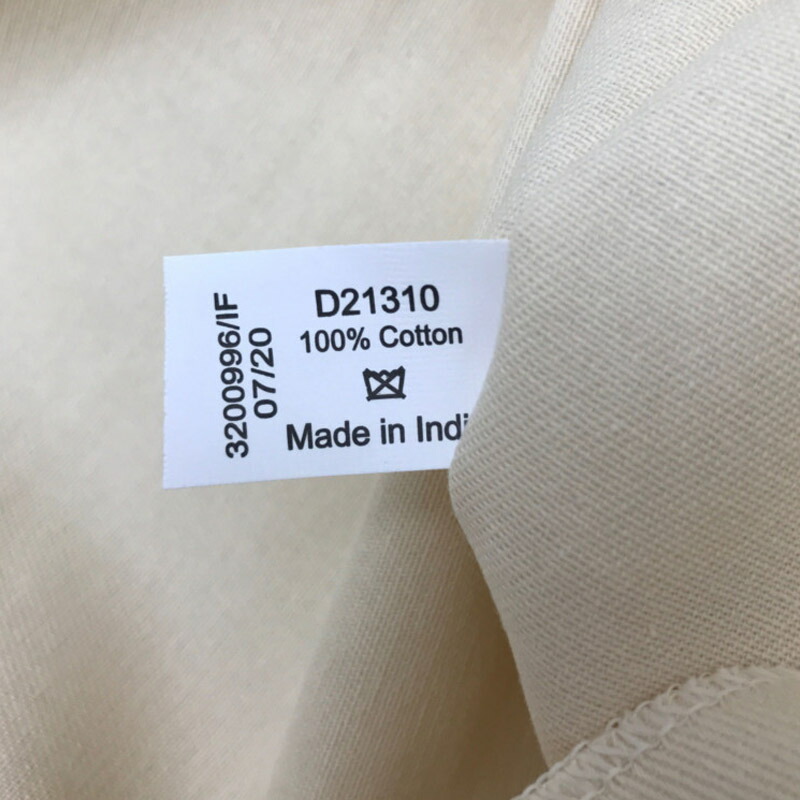 D21310
100% Cotton
Made in Indi
3200996/IF
07/20